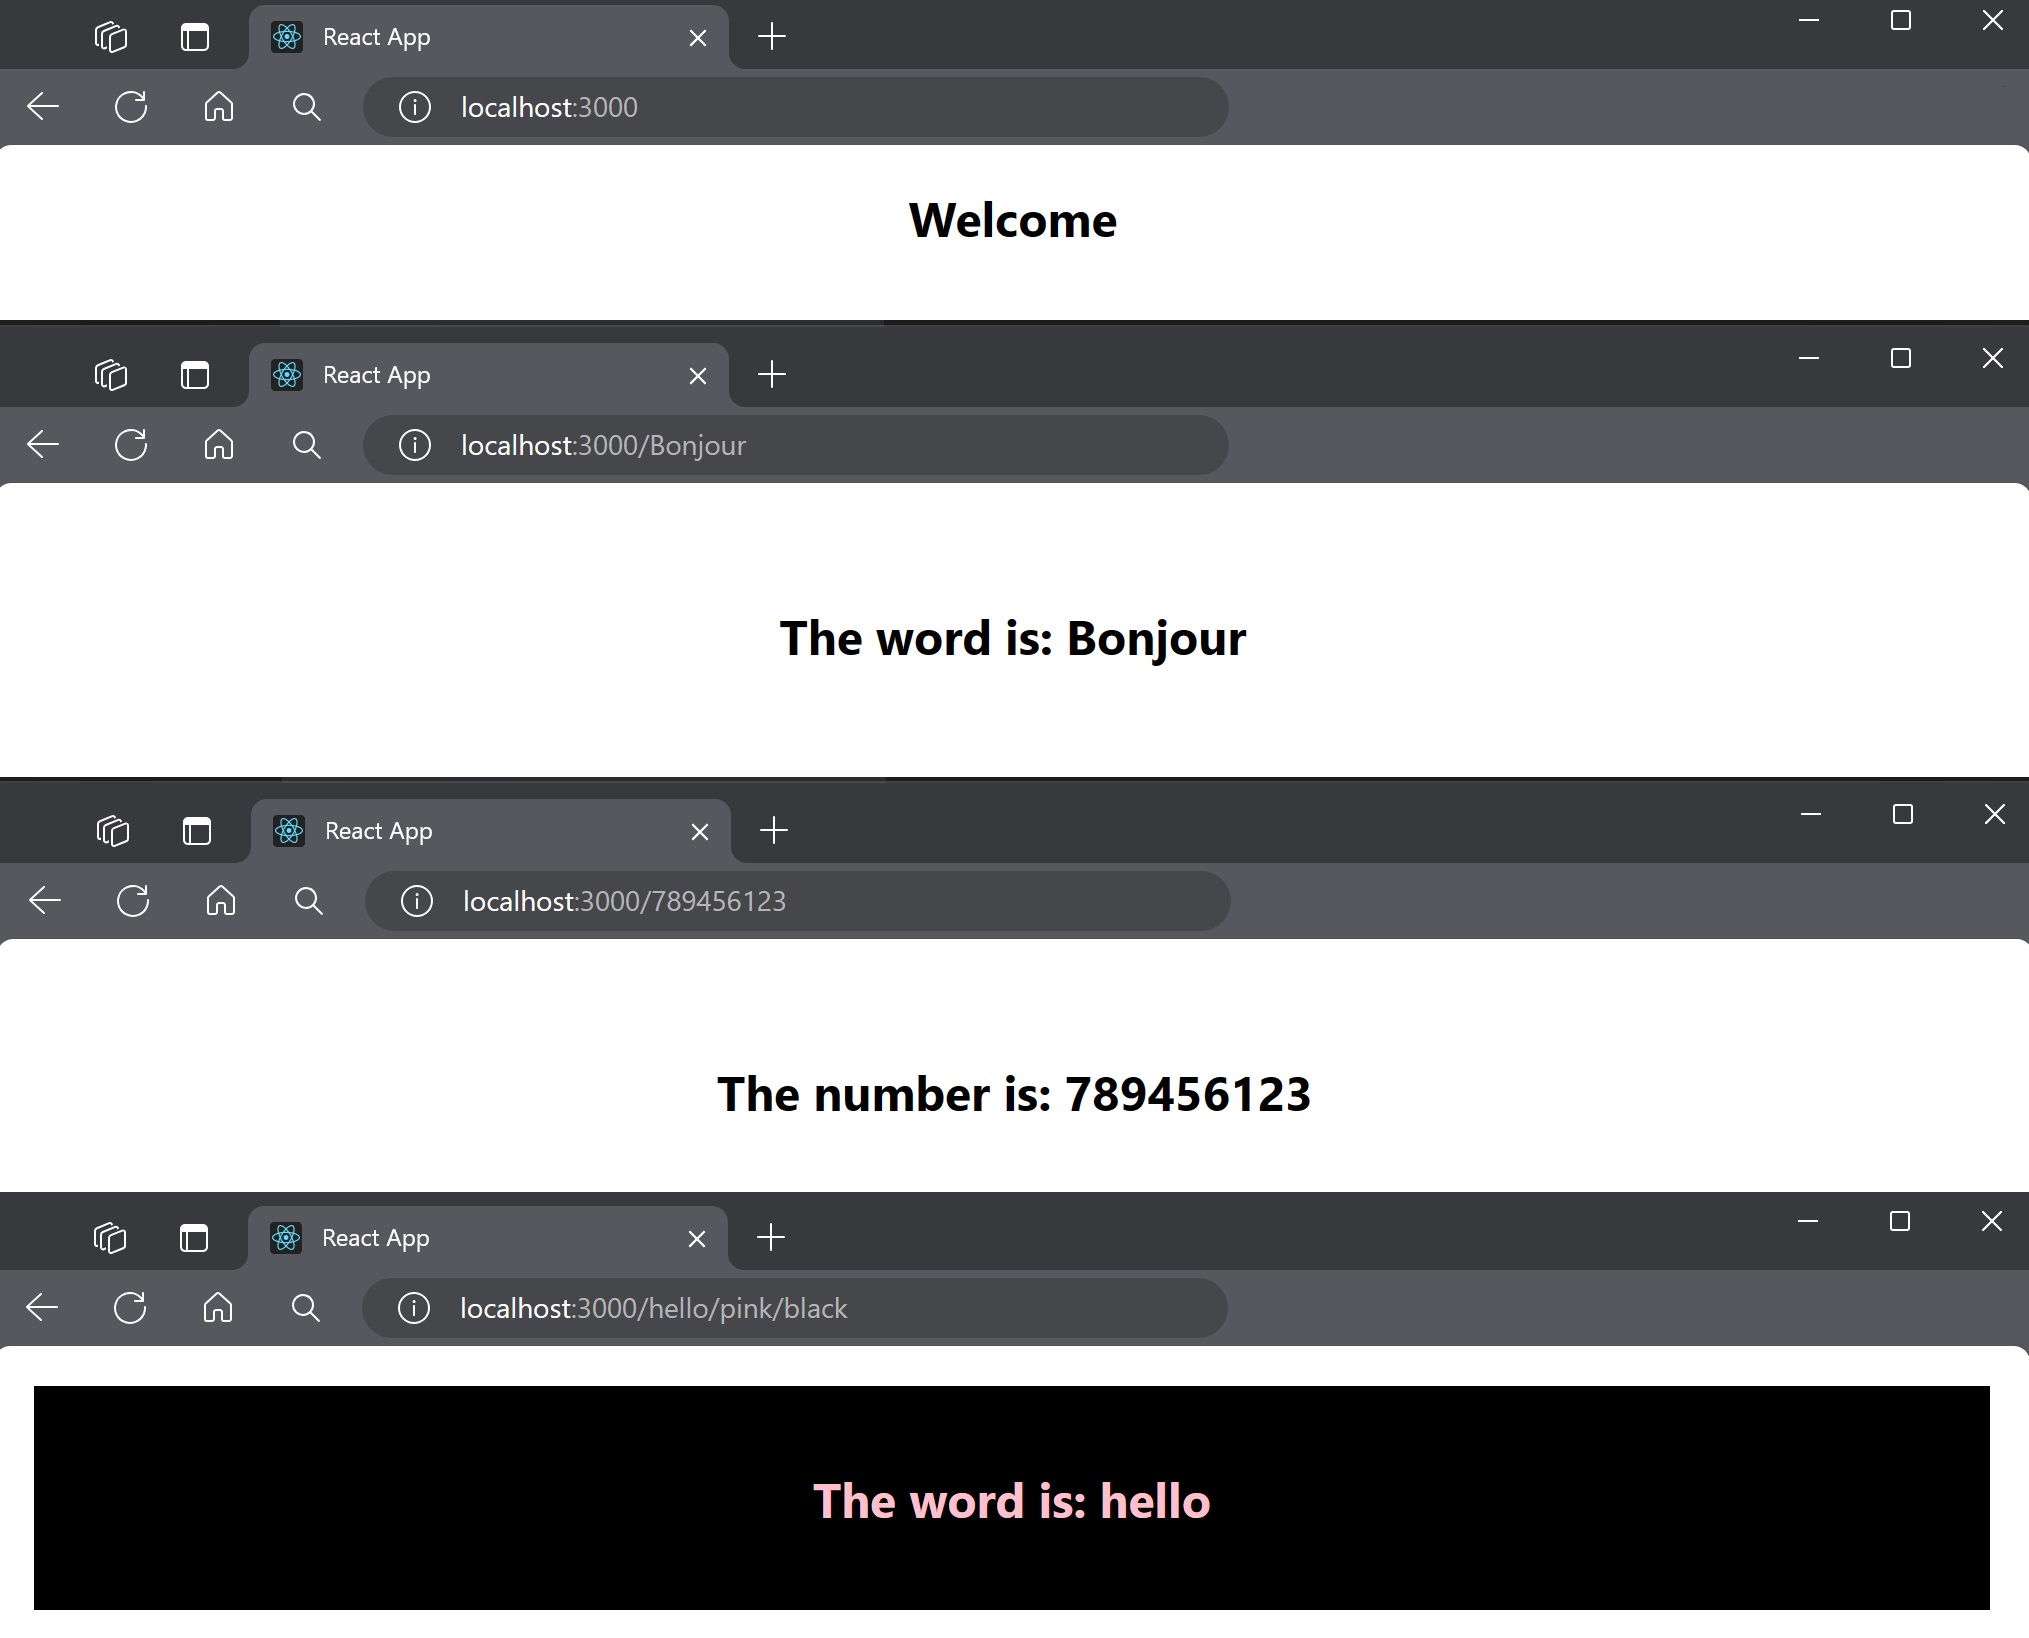 React App
localhost:3000
Welcome
React App
localhost:3000/Bonjour
The word is: Bonjour
React App
localhost:3000/789456123
The number is: 789456123
React App
localhost:3000/hello/pink/black
The word is: hello